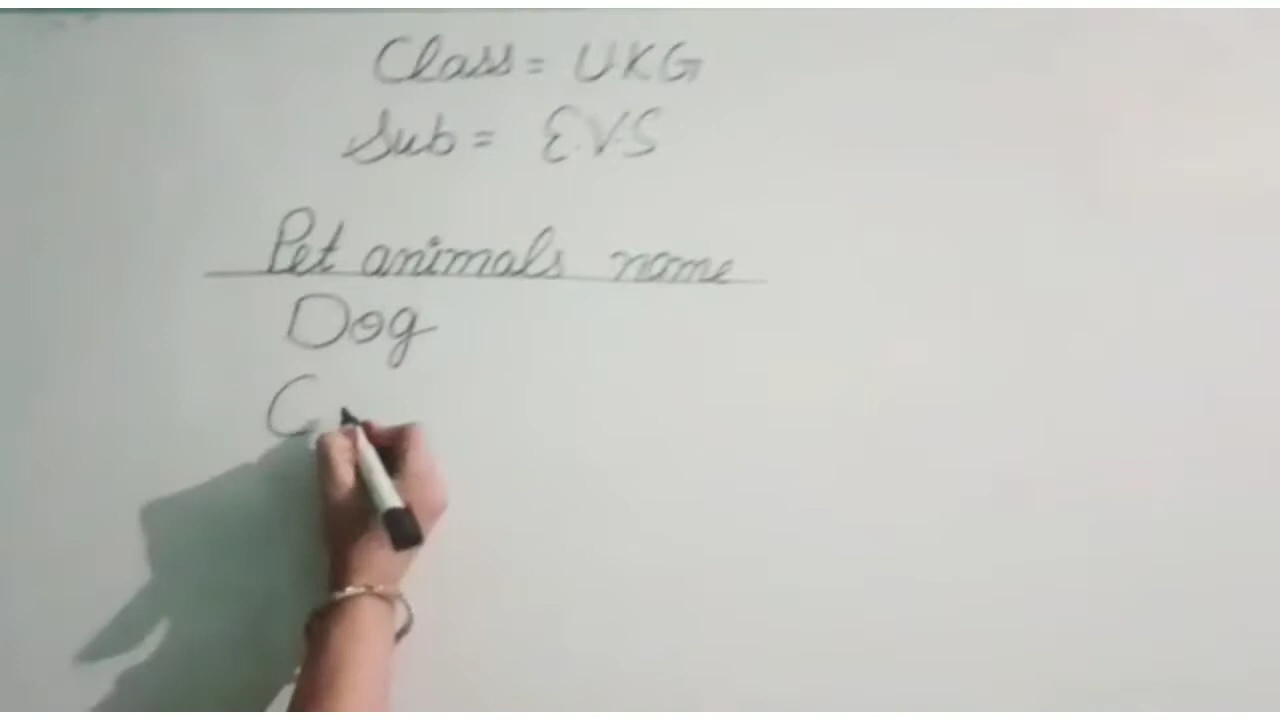 Class = UKG
Sub = E.V.S
Pet animals name
Dog
C